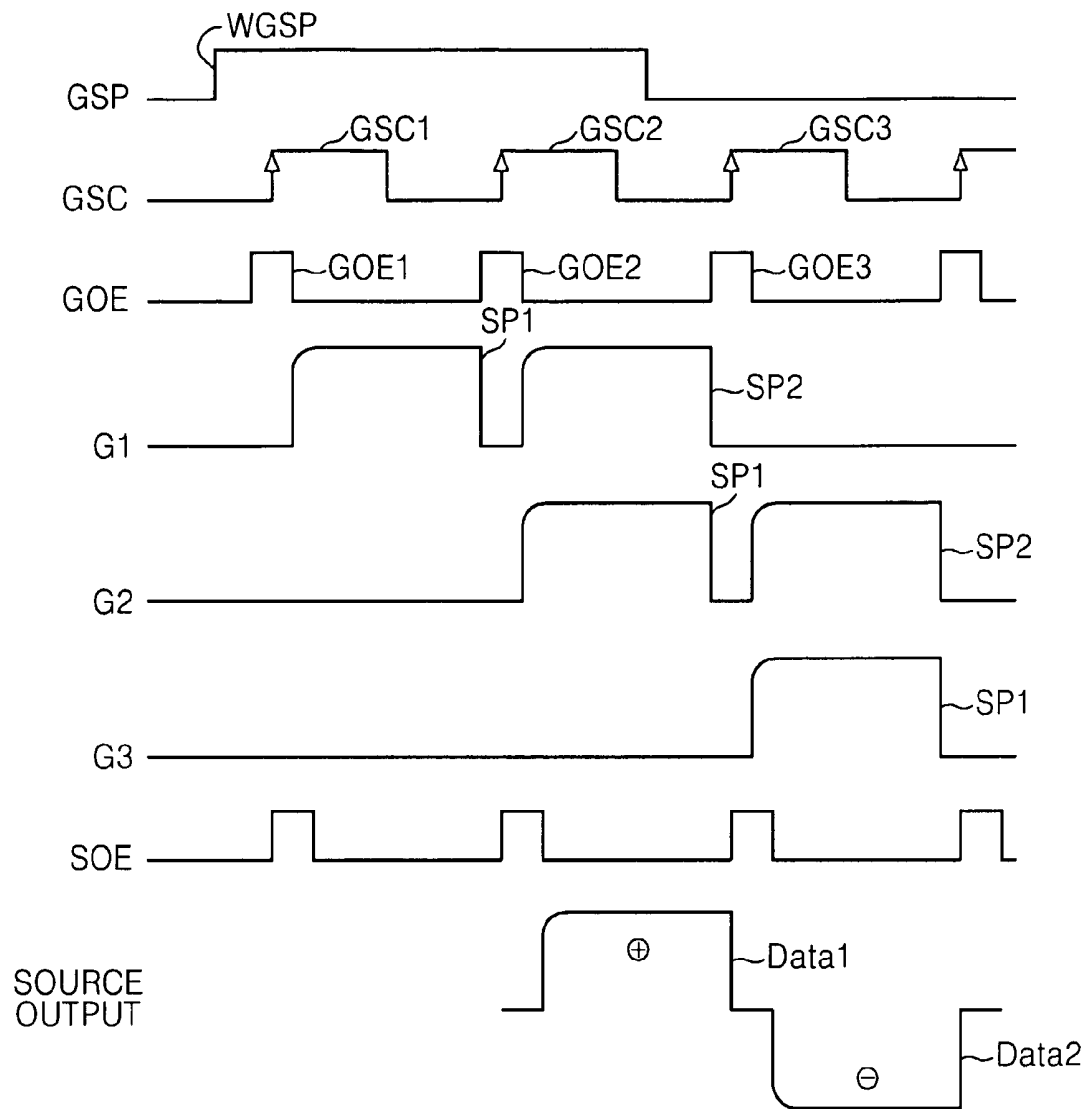 WGSP
GSP
GSC1 GSC2 GSC3
GSC
GOE1 GOE2 GOE3
GOE
SP1
SP2
G1
SP1
SP2
G2
SP1
G3
SOE
⊕ Data1
SOURCE
OUTPUT
Data2
⊖